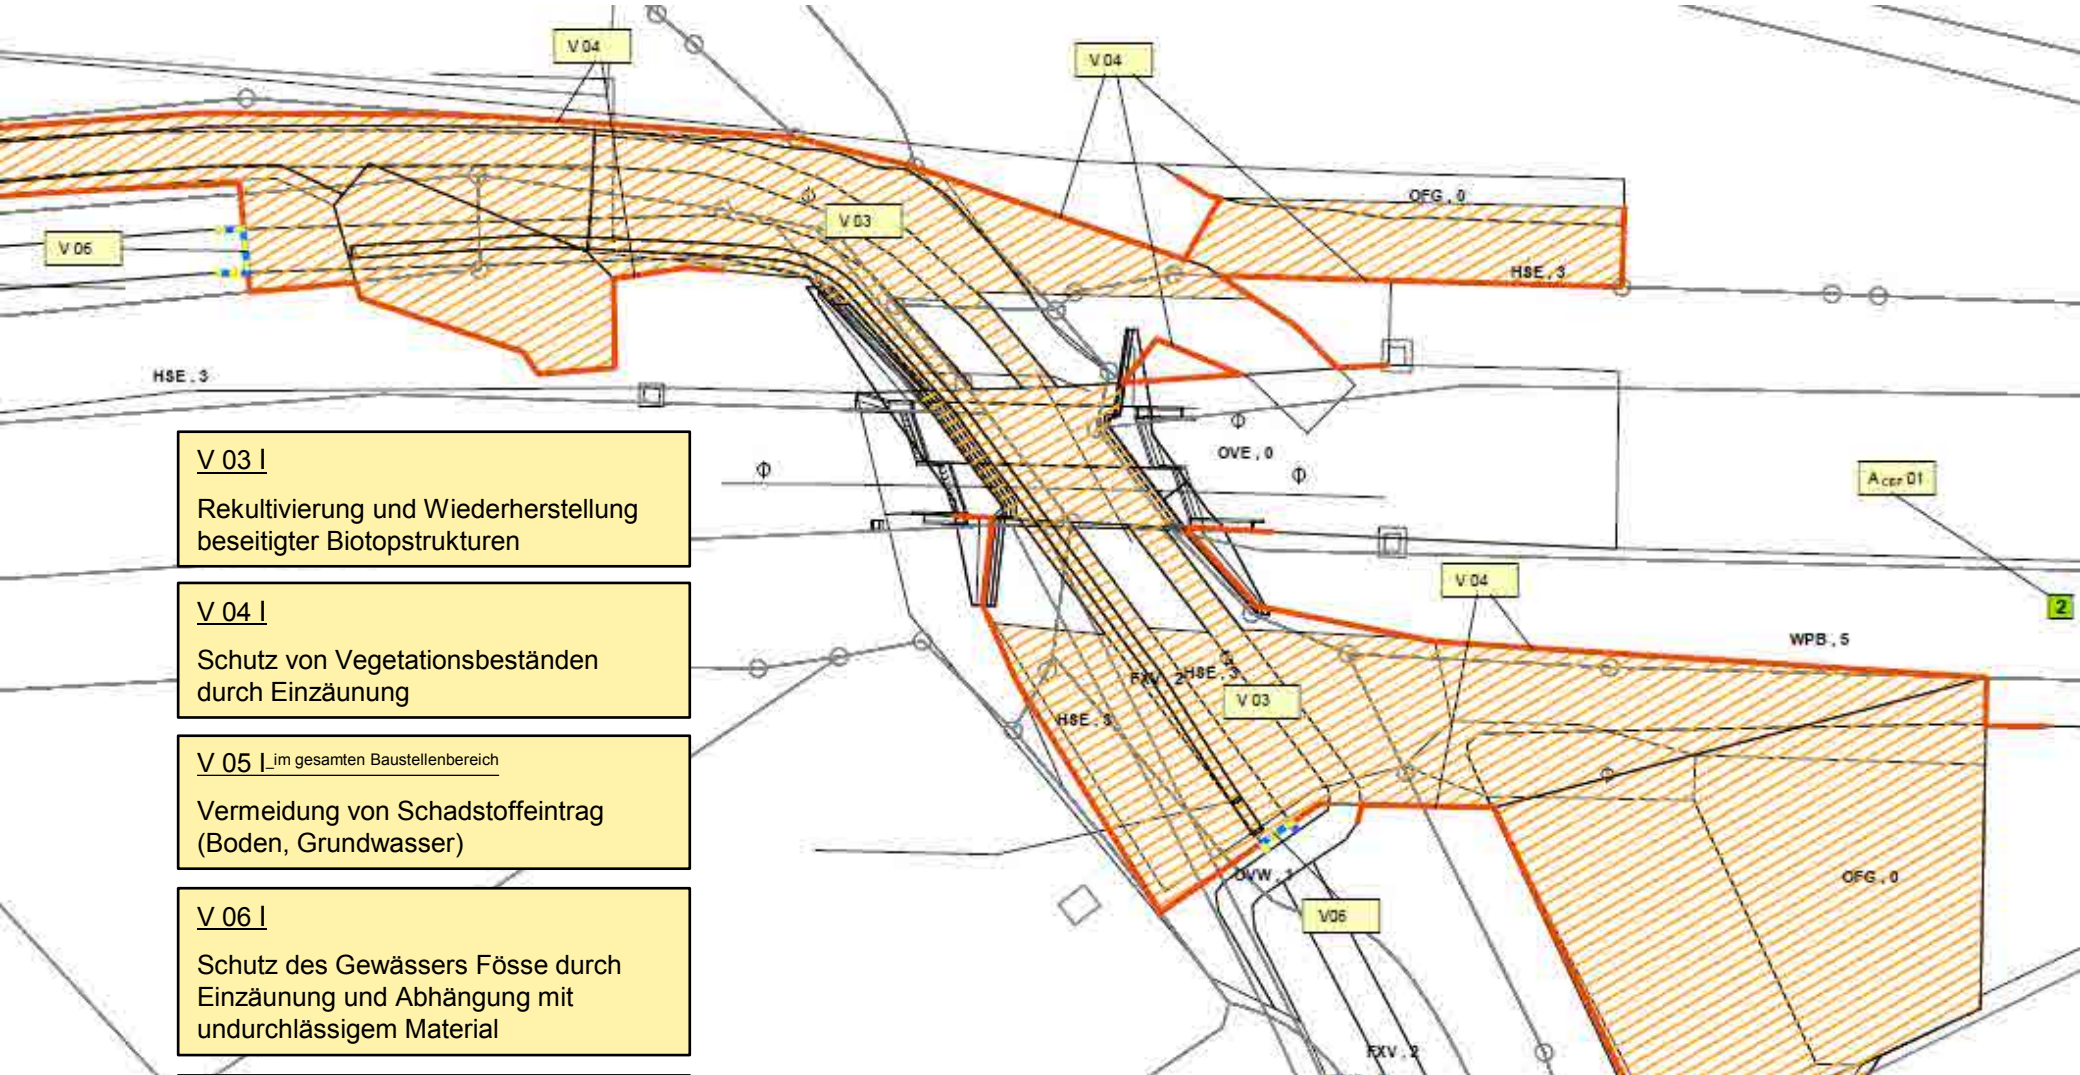 V 04
V 04
V 03
V 06
OFG , 0
HSE , 3
HSE , 3
OVE , 0
A CEF 01
2
V 04
WPB , 5
FXV , 2
HSE , 3
V 03
HSE , 3
OFG , 0
OVW , 1
V06
FXV , 2
V 03 I
Rekultivierung und Wiederherstellung
beseitigter Biotopstrukturen
V 04 I
Schutz von Vegetationsbeständen
durch Einzäunung
V 05 I im gesamten Baustellenbereich
Vermeidung von Schadstoffeintrag
(Boden, Grundwasser)
V 06 I
Schutz des Gewässers Fösse durch
Einzäunung und Abhängung mit
undurchlässigem Material